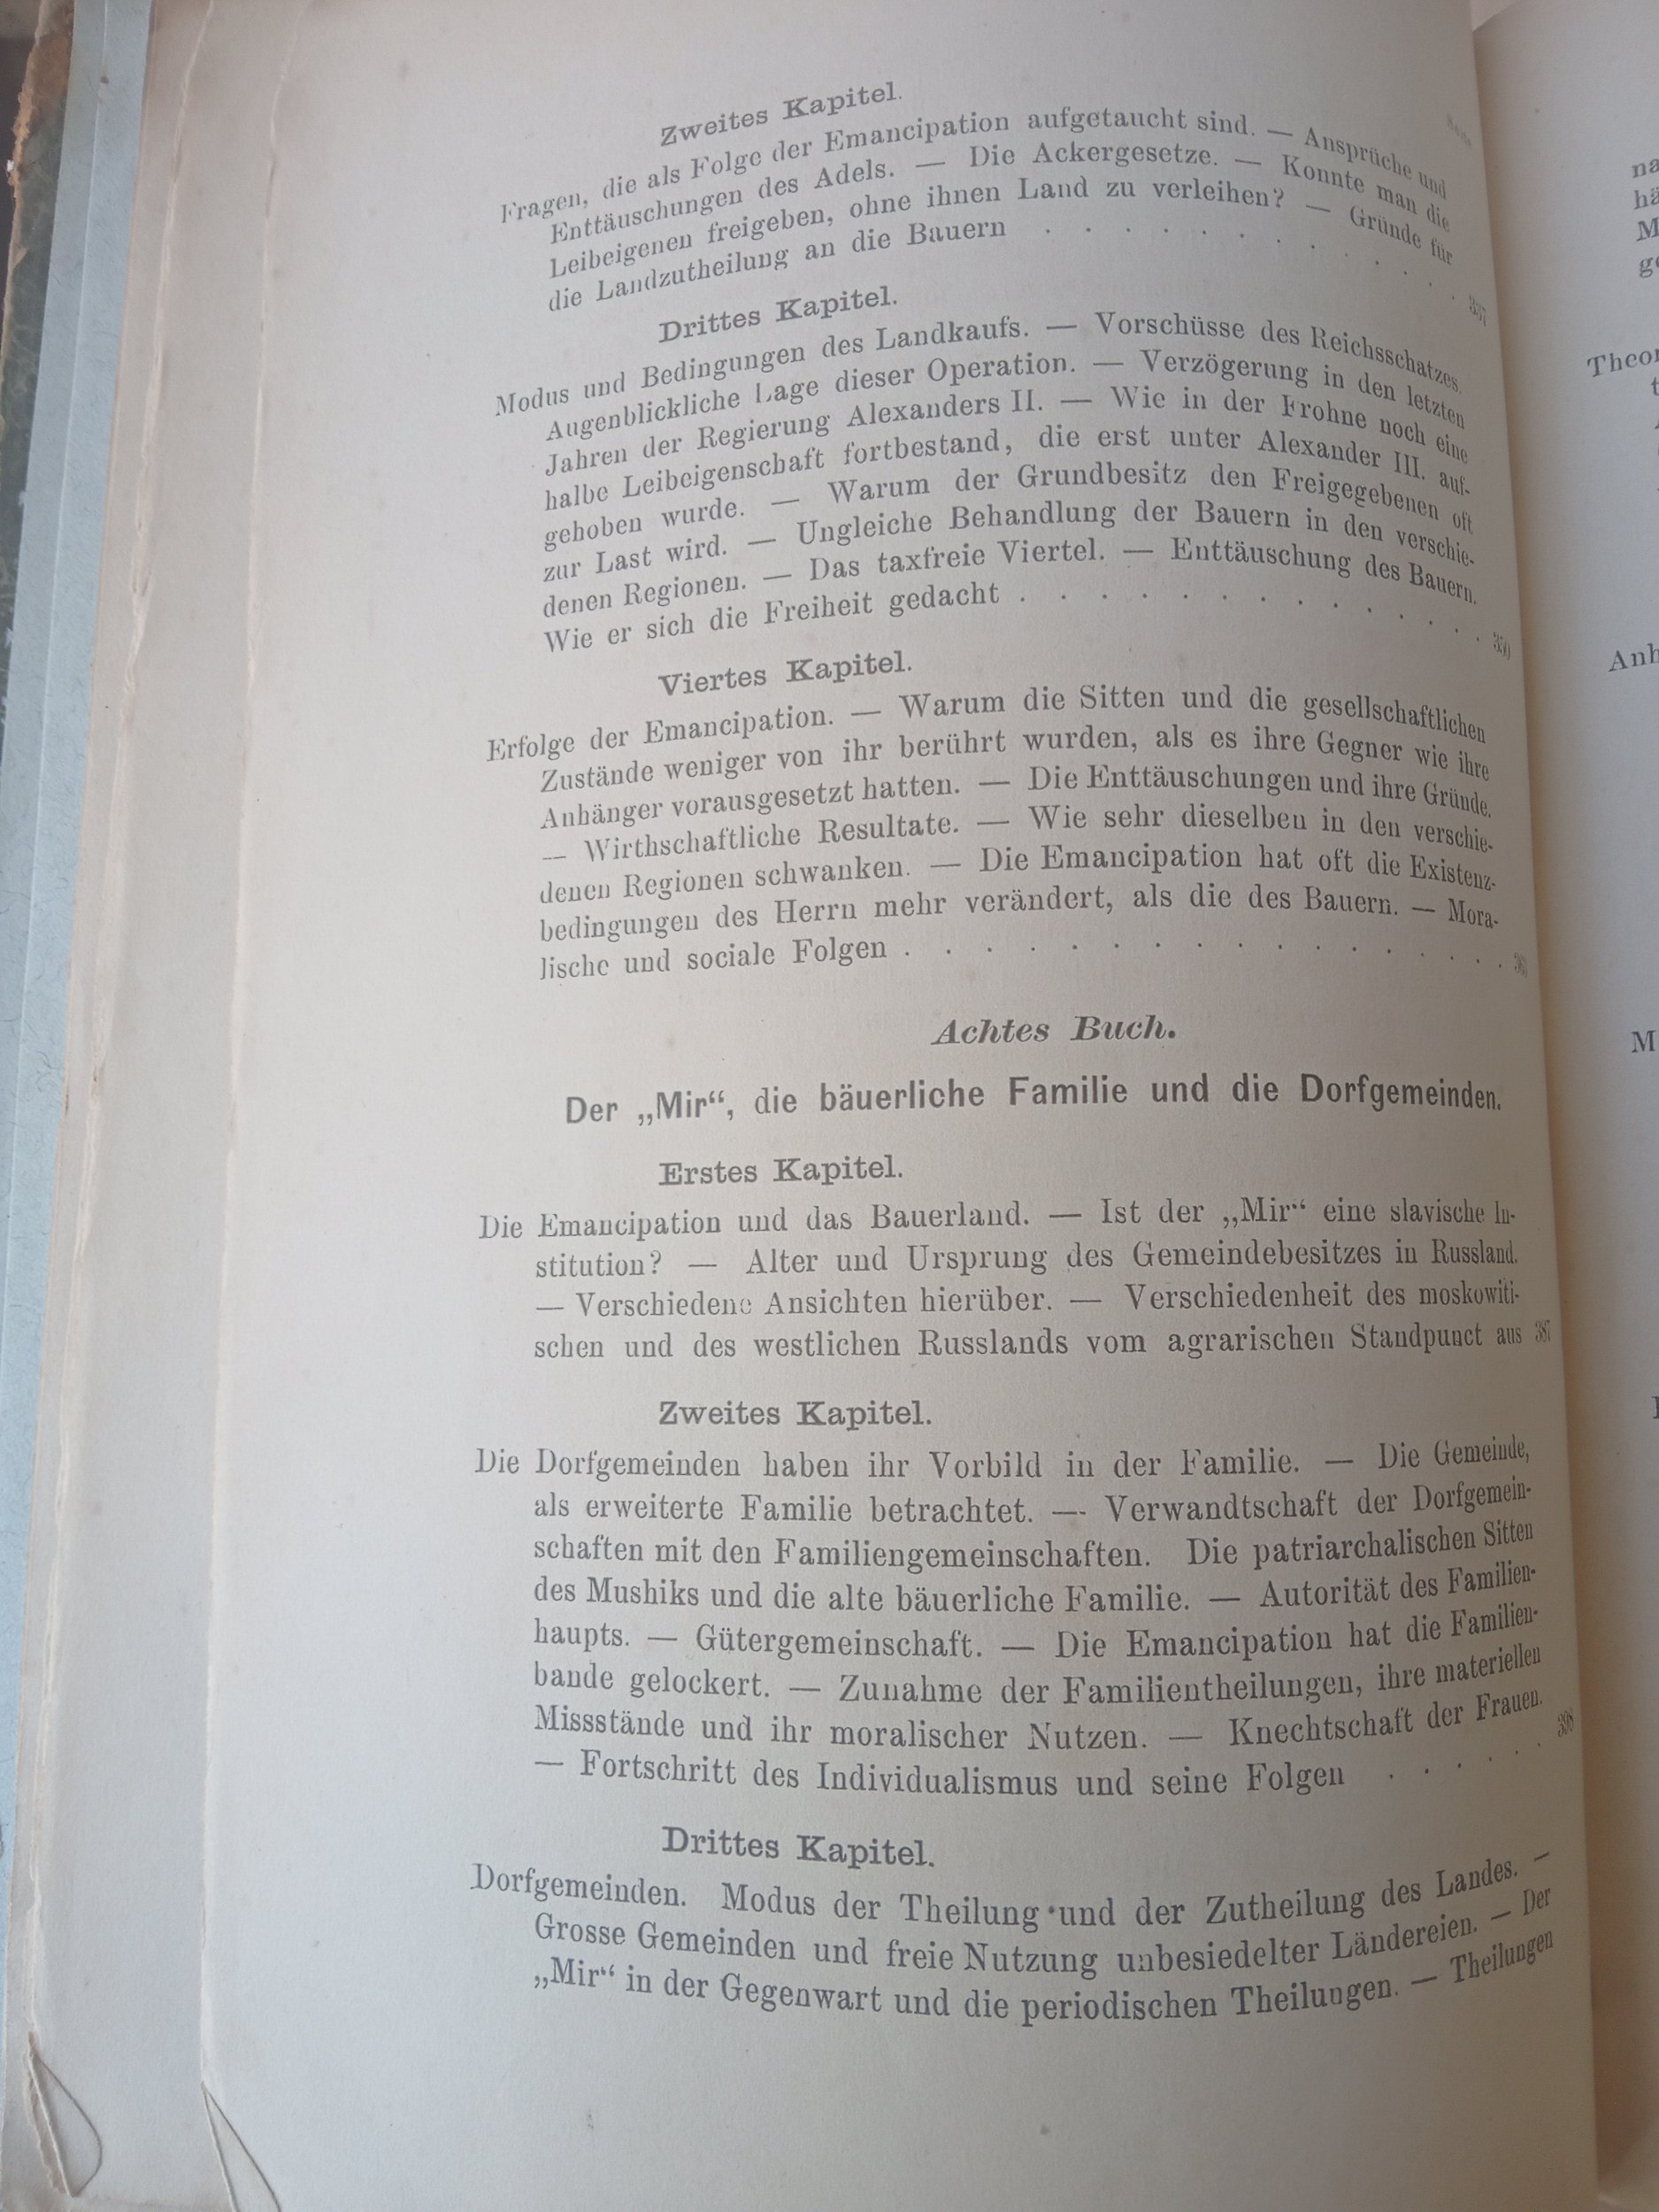 Seite
Zweites Kapitel.
Fragen, die als Folge der Emancipation aufgetaucht sind. — Ansprüche und
Enttäuschungen des Adels. — Die Ackergesetze. — Konnte man die
Leibeigenen freigeben, ohne ihnen Land zu verleihen? — Gründe für
die Landzutheilung an die Bauern . . . . . . . . . . . 337
Drittes Kapitel.
Modus und Bedingungen des Landkaufs. — Vorschüsse des Reichsschatzes.
Augenblickliche Lage dieser Operation. — Verzögerung in den letzten
Jahren der Regierung Alexanders II. — Wie in der Frohne noch eine
halbe Leibeigenschaft fortbestand, die erst unter Alexander III. auf-
gehoben wurde. — Warum der Grundbesitz den Freigegebenen oft
zur Last wird. — Ungleiche Behandlung der Bauern in den verschie-
denen Regionen. — Das taxfreie Viertel. — Enttäuschung des Bauern.
Wie er sich die Freiheit gedacht . . . . . . . . . . . . 350
Viertes Kapitel.
Erfolge der Emancipation. — Warum die Sitten und die gesellschaftlichen
Zustände weniger von ihr berührt wurden, als es ihre Gegner wie ihre
Anhänger vorausgesetzt hatten. — Die Enttäuschungen und ihre Gründe.
— Wirthschaftliche Resultate. — Wie sehr dieselben in den verschie-
denen Regionen schwanken. — Die Emancipation hat oft die Existenz-
bedingungen des Herrn mehr verändert, als die des Bauern. — Mora-
lische und sociale Folgen . . . . . . . . . . . . . . .
Achtes Buch.
Der „Mir“, die bäuerliche Familie und die Dorfgemeinden.
Erstes Kapitel.
Die Emancipation und das Bauerland. — Ist der „Mir“ eine slavische In-
stitution? — Alter und Ursprung des Gemeindebesitzes in Russland.
— Verschiedene Ansichten hierüber. — Verschiedenheit des moskowiti-
schen und des westlichen Russlands vom agrarischen Standpunct aus 387
Zweites Kapitel.
Die Dorfgemeinden haben ihr Vorbild in der Familie. — Die Gemeinde,
als erweiterte Familie betrachtet. — Verwandtschaft der Dorfgemein-
schaften mit den Familiengemeinschaften. Die patriarchalischen Sitten
des Mushiks und die alte bäuerliche Familie. — Autorität des Familien-
haupts. — Gütergemeinschaft. — Die Emancipation hat die Familien-
bande gelockert. — Zunahme der Familientheilungen, ihre materiellen
Missstände und ihr moralischer Nutzen. — Knechtschaft der Frauen.
— Fortschritt des Individualismus und seine Folgen . . . . . 398
Drittes Kapitel.
Dorfgemeinden. Modus der Theilung und der Zutheilung des Landes. —
Grosse Gemeinden und freie Nutzung unbesiedelter Ländereien. — Der
„Mir“ in der Gegenwart und die periodischen Theilungen. — Theilungen